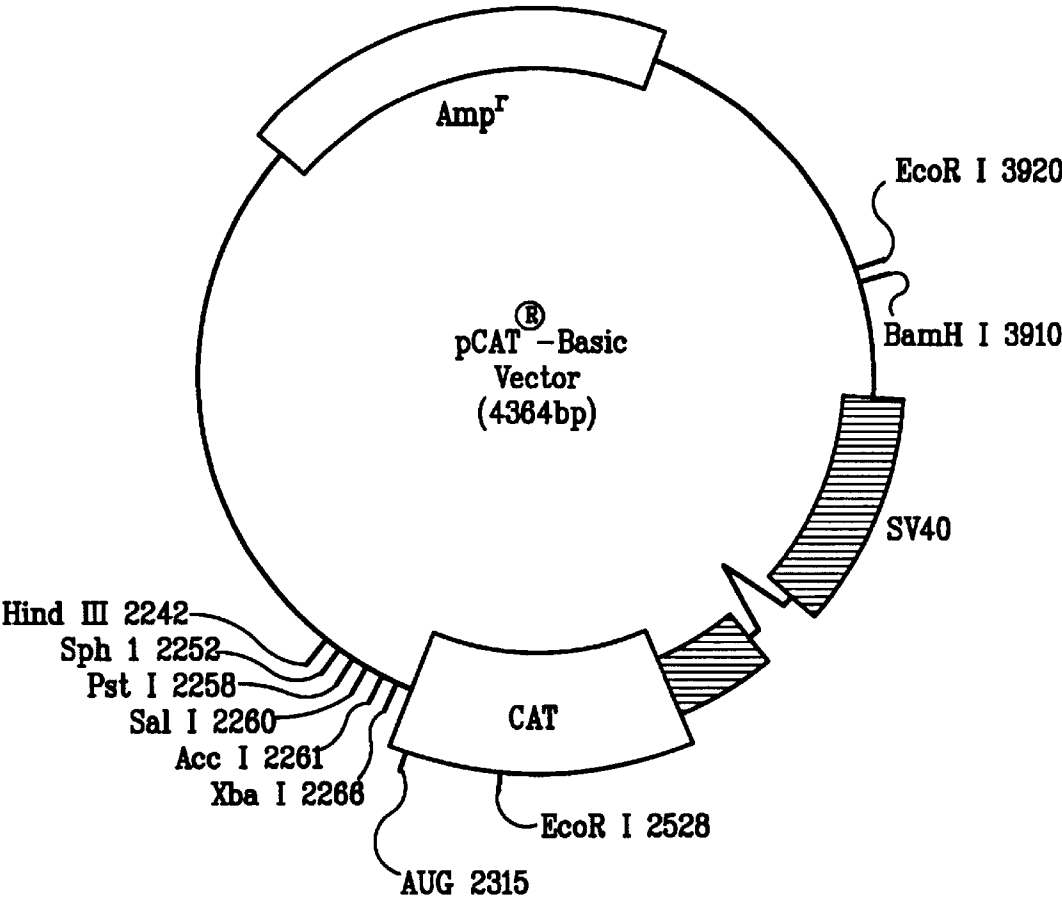 Ampr
EcoR I 3920
BamH I 3910
pCAT®-Basic
Vector
(4364bp)
SV40
Hind III 2242
Sph 1 2252
Pst I 2258
Sal I 2260
Acc I 2261
Xba I 2266
CAT
EcoR I 2528
AUG 2315